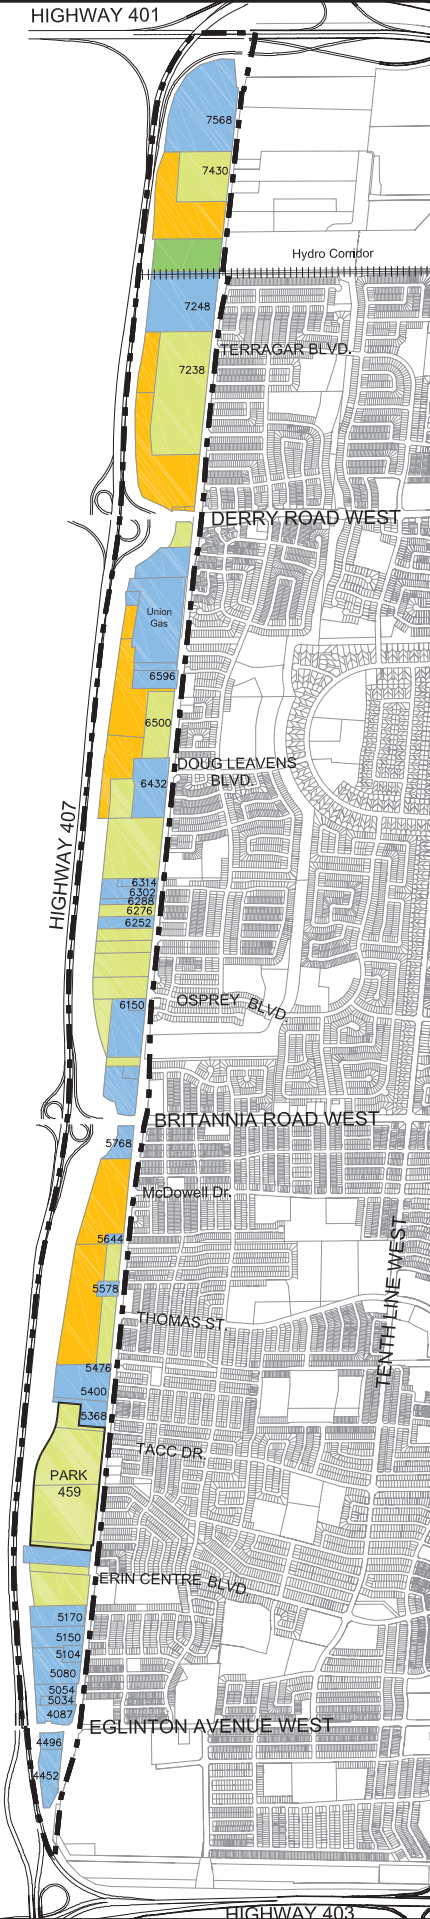 HIGHWAY 401
7568
7430
Hydro Corridor
7248
TERRAGAR BLVD.
7238
DERRY ROAD WEST
Union
Gas
6596
6500
DOUG LEAVENS
BLVD.
6432
HIGHWAY 407
6314
6302
6288
6276
6252
OSPREY BLVD.
6150
BRITANNIA ROAD WEST
5768
McDowell Dr.
5644
TENTH LINE WEST
5578
THOMAS ST.
5476
5400
5368
TACC DR.
PARK
459
ERIN CENTRE BLVD.
5170
5150
5104
5080
5054
5034
4087
EGLINTON AVENUE WEST
4496
4452
HIGHWAY 403